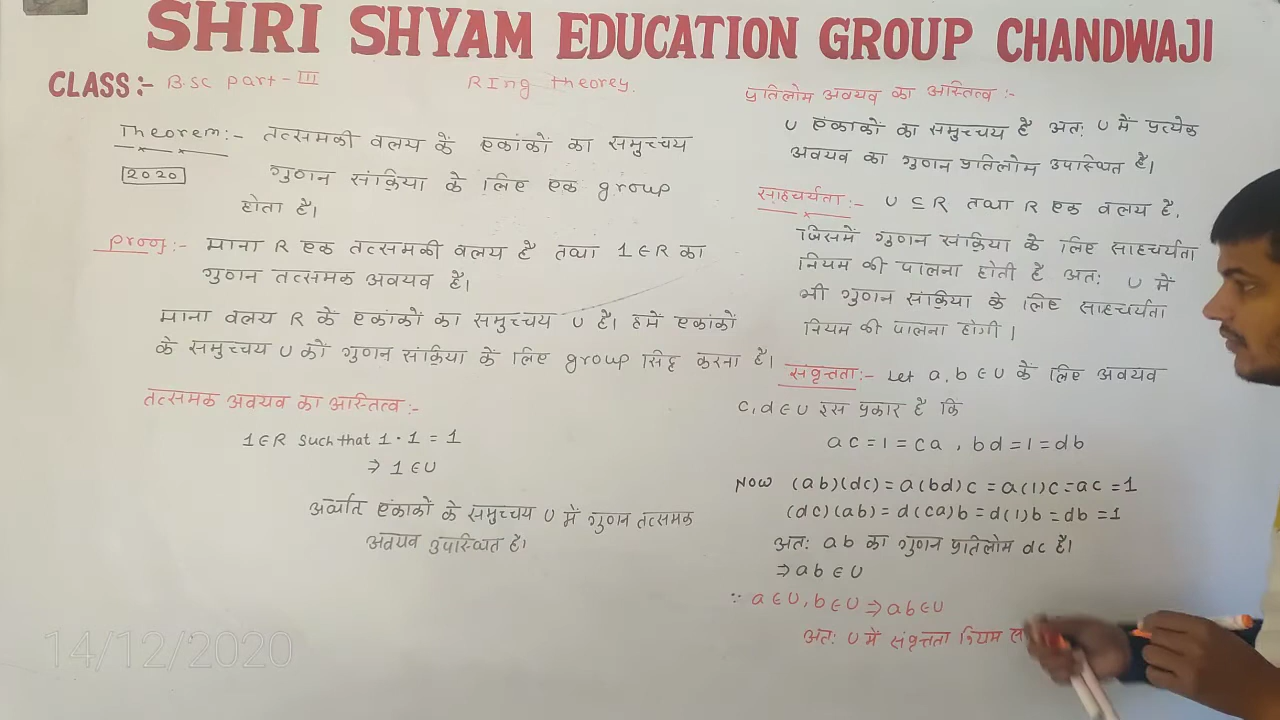 SHRI SHYAM EDUCATION GROUP CHANDWAJI
CLASS:- B.SC Part-III
RIng theorey.
Theorem:- तत्समकी वलय कें एकांकों का समुच्चय
2020
गुणन संक्रिया के लिए एक group
होता है।
Proof:- माना R एक तत्समकी वलय है तथा 1∈R का
गुणन तत्समक अवयव है।
माना वलय R कें एकांकों का समुच्चय U है। हमें एकांकों
के समुच्चय U कों गुणन संक्रिया कें लिए group सिद्ध करना है।
तत्समक अवयव का आस्तित्व:-
1∈R Such that 1·1=1
⇒ 1∈U
अर्थात एंकाकों के समुच्चय U में गुणन तत्समक
अवयव उपस्थित है।
प्रतिलोम अवयव का आस्तित्व:-
U एंकाकों का समुच्चय है अत: U में प्रत्येक
अवयव का गुणन प्रतिलोम उपस्थित है।
साहचर्यता:- U⊆R तथा R एक वलय है,
जिसमें गुणन संक्रिया के लिए साहचर्यता
नियम की पालना होती है अत: U में
भी गुणन संक्रिया के लिए साहचर्यता
नियम की पालना होगी।
संवृत्तता:- Let a,b∈U कें लिए अवयव
c,d∈U इस प्रकार है कि
ac=1=ca, bd=1=db
Now (ab)(dc)=a(bd)c=a(1)c=ac=1
(dc)(ab)=d(ca)b=d(1)b=db=1
अत: ab का गुणन प्रतिलोम dc है।
⇒ab∈U
∵ a∈U,b∈U⇒ab∈U
अत: U में संवृत्तता नियम
14/12/2020